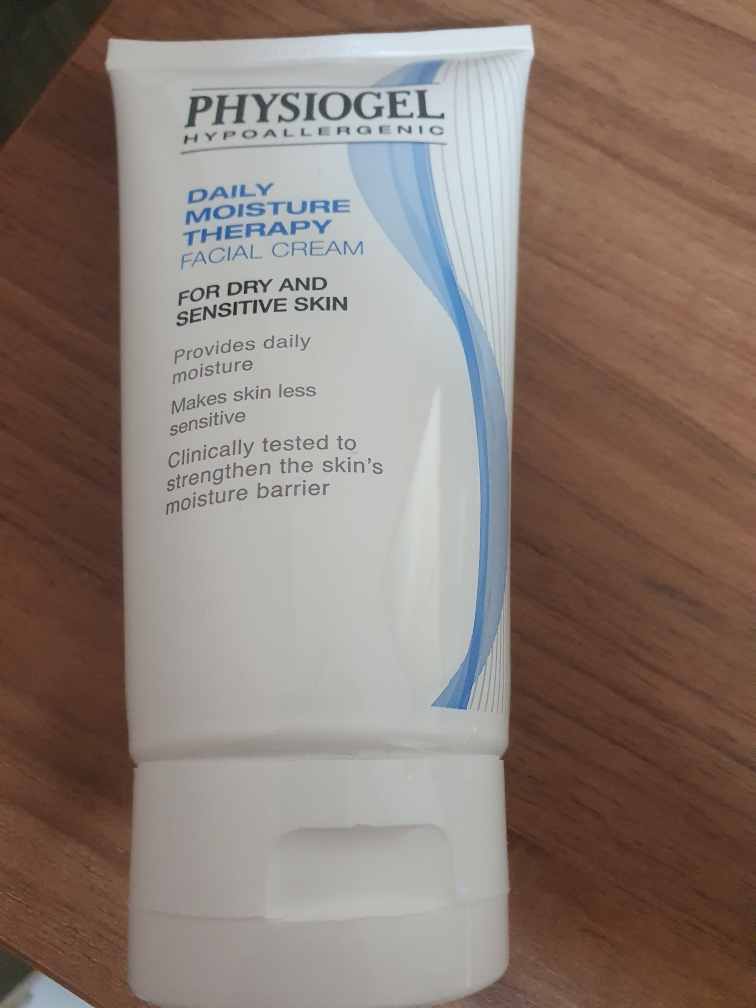 PHYSIOGEL
HYPOALLERGENIC
DAILY
MOISTURE
THERAPY
FACIAL CREAM
FOR DRY AND
SENSITIVE SKIN
Provides daily
moisture
Makes skin less
sensitive
Clinically tested to
strengthen the skin's
moisture barrier